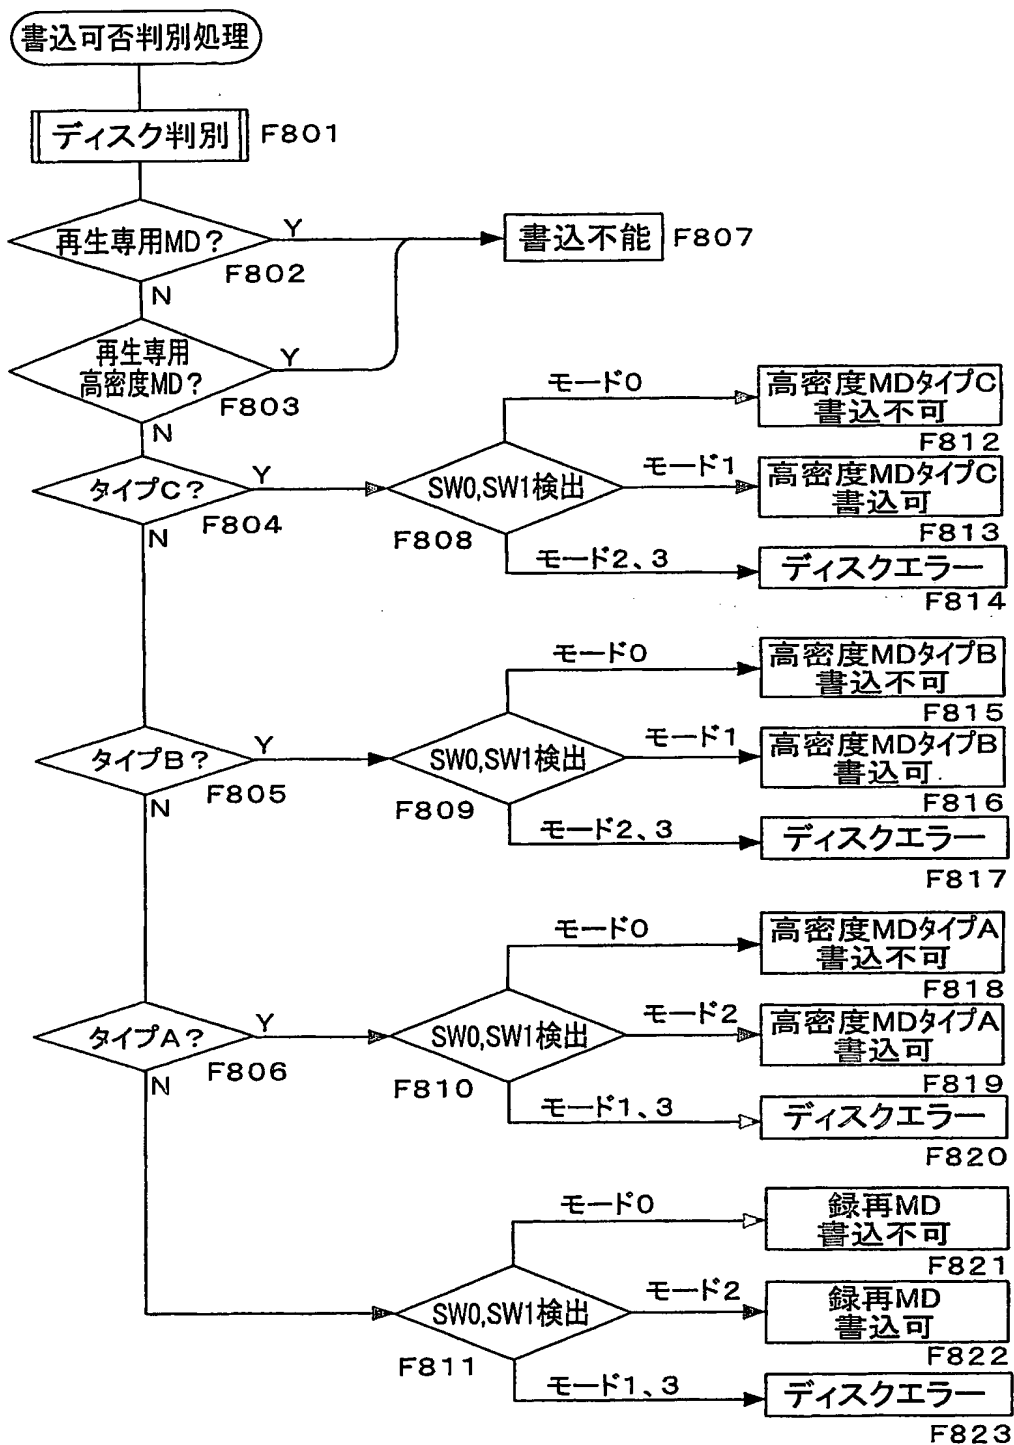 書込可否判別処理
ディスク判別 F801
再生専用MD? Y
F802
N
書込不能 F807
再生専用
高密度MD? Y
F803
N
タイプC? Y
F804
N
SW0,SW1検出
F808
モード0
高密度MDタイプC
書込不可
F812
モード1
高密度MDタイプC
書込可
F813
モード2、3
ディスクエラー
F814
タイプB? Y
F805
N
SW0,SW1検出
F809
モード0
高密度MDタイプB
書込不可
F815
モード1
高密度MDタイプB
書込可
F816
モード2、3
ディスクエラー
F817
タイプA? Y
F806
N
SW0,SW1検出
F810
モード0
高密度MDタイプA
書込不可
F818
モード2
高密度MDタイプA
書込可
F819
モード1、3
ディスクエラー
F820
SW0,SW1検出
F811
モード0
録再MD
書込不可
F821
モード2
録再MD
書込可
F822
モード1、3
ディスクエラー
F823